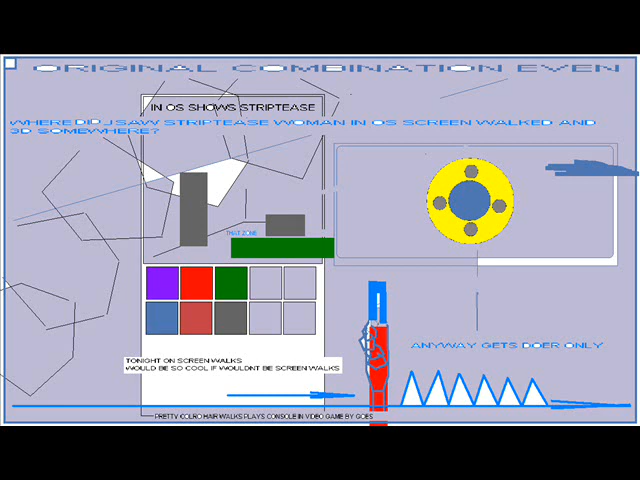 ORIGINAL COMBINATION EVEN
IN OS SHOWS STRIPTEASE
WHERE DID J SAW STRIPTEASE WOMAN IN OS SCREEN WALKED AND
3D SOMEWHERE?
THAT ZONE
ANYWAY GETS DOER ONLY.
TONIGHT ON SCREEN WALKS
WOULD BE SO COOL IF WOULDNT BE SCREEN WALKS
PRETTY COLRO HAIR WALKS PLAYS CONSOLE IN VIDEO GAME BY GOES